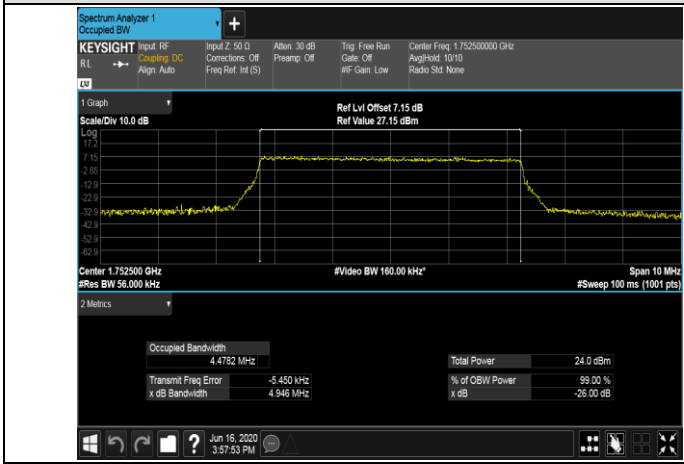 Spectrum Analyzer 1
Occupied BW
+
KEYSIGHT
RL
LXI
Input: RF
Coupling: DC
Align: Auto
Input Z: 50 Ω
Corrections: Off
Freq Ref: Int (S)
Atten: 30 dB
Preamp: Off
Trig: Free Run
Gate: Off
#IF Gain: Low
Center Freq: 1.752500000 GHz
Avg|Hold: 10/10
Radio Std: None
1 Graph
Scale/Div 10.0 dB
Ref Lvl Offset 7.15 dB
Ref Value 27.15 dBm
Log
17.2
7.15
-2.85
-12.9
-22.9
-32.9
-42.9
-52.9
-62.9
Center 1.752500 GHz
#Video BW 160.00 kHz*
Span 10 MHz
#Res BW 56.000 kHz
#Sweep 100 ms (1001 pts)
2 Metrics
Occupied Bandwidth
4.4782 MHz
Total Power 24.0 dBm
Transmit Freq Error -5.450 kHz
% of OBW Power 99.00 %
x dB Bandwidth 4.946 MHz
x dB -26.00 dB
?
Jun 16, 2020
3:57:53 PM